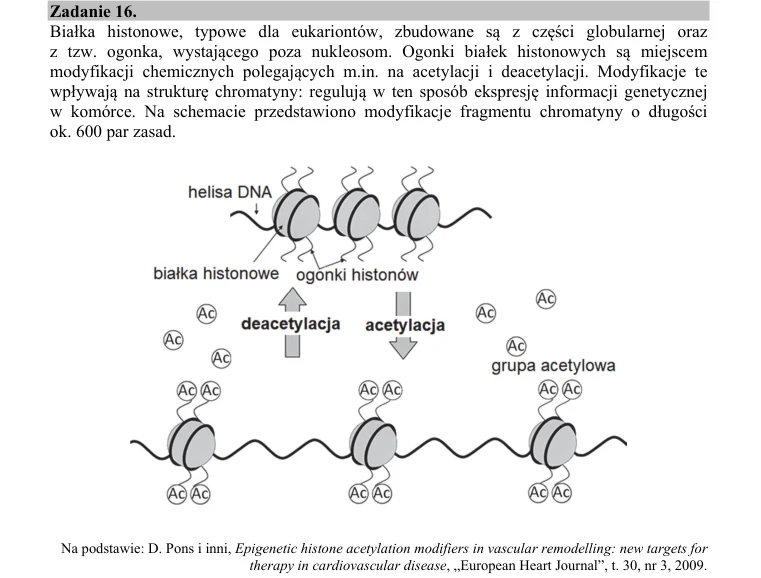 Zadanie 16.
Białka histonowe, typowe dla eukariontów, zbudowane są z części globularnej oraz
z tzw. ogonka, wystającego poza nukleosom. Ogonki białek histonowych są miejscem
modyfikacji chemicznych polegających m.in. na acetylacji i deacetylacji. Modyfikacje te
wpływają na strukturę chromatyny: regulują w ten sposób ekspresję informacji genetycznej
w komórce. Na schemacie przedstawiono modyfikacje fragmentu chromatyny o długości
ok. 600 par zasad.
helisa DNA
białka histonowe ogonki histonów
Ac
Ac
Ac
deacetylacja acetylacja
Ac
Ac
Ac
Ac
grupa acetylowa
Ac Ac Ac Ac Ac Ac
Ac Ac Ac Ac Ac Ac
Na podstawie: D. Pons i inni, Epigenetic histone acetylation modifiers in vascular remodelling: new targets for
therapy in cardiovascular disease, „European Heart Journal”, t. 30, nr 3, 2009.